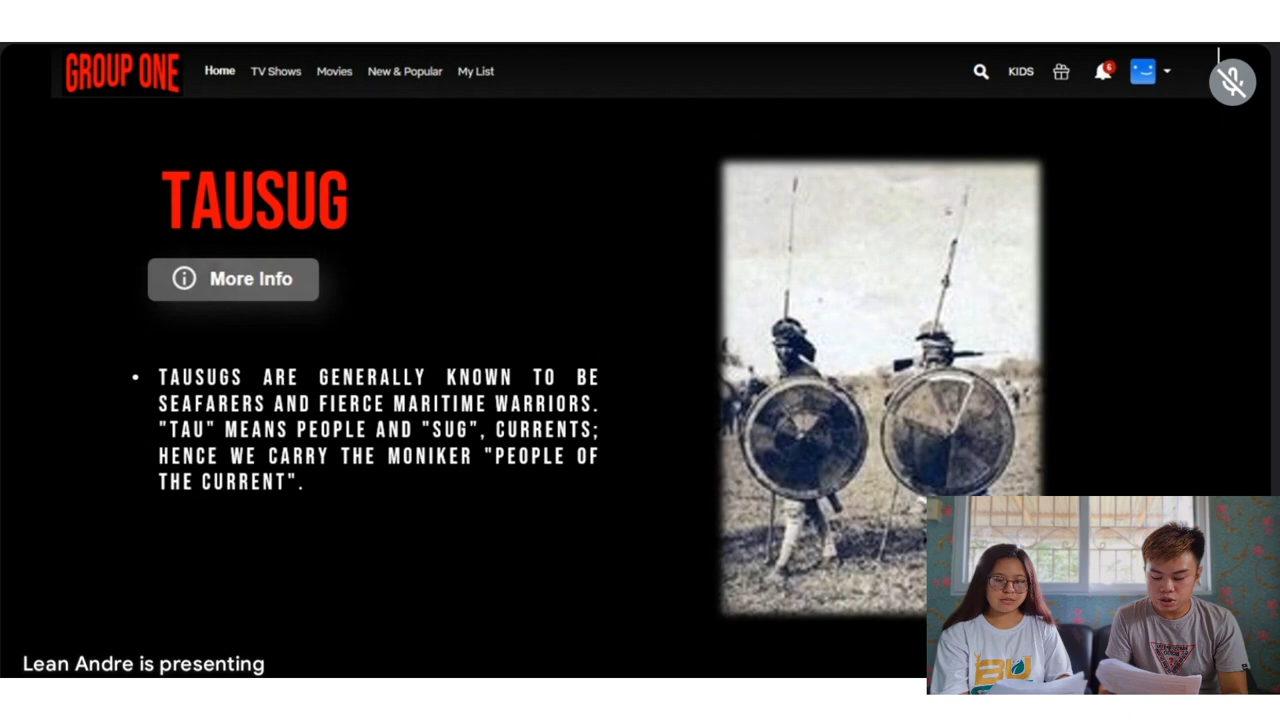 GROUP ONE
Home TV Shows Movies New & Popular My List
KIDS
6
TAUSUG
More Info
• TAUSUGS ARE GENERALLY KNOWN TO BE
SEAFARERS AND FIERCE MARITIME WARRIORS.
"TAU" MEANS PEOPLE AND "SUG", CURRENTS;
HENCE WE CARRY THE MONIKER "PEOPLE OF
THE CURRENT".
BU
Lean Andre is presenting